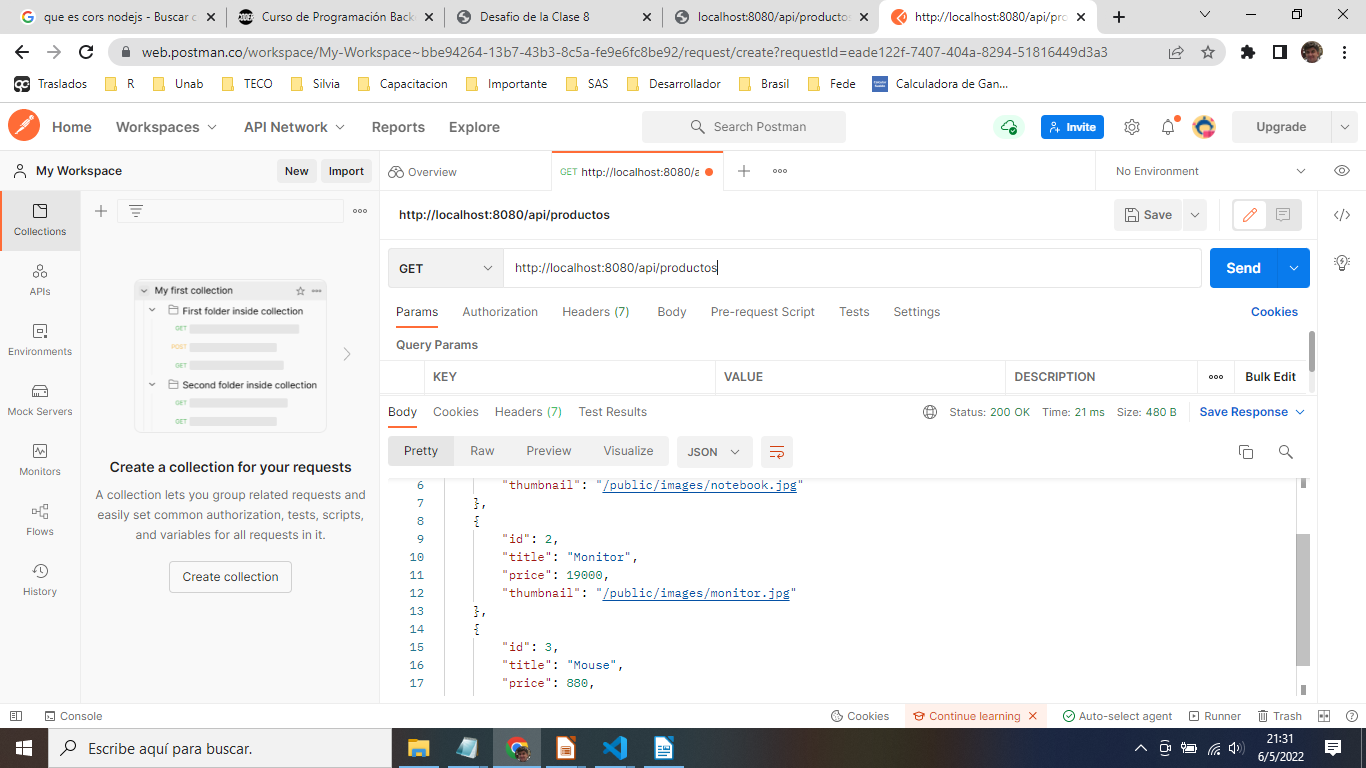 que es cors nodejs - Buscar c
Curso de Programación Back
Desafío de la Clase 8
localhost:8080/api/productos
http://localhost:8080/api/pro
web.postman.co/workspace/My-Workspace~bbe94264-13b7-43b3-8c5a-fe9e6fc8be92/request/create?requestId=eade122f-7407-404a-8294-51816449d3a3
Traslados
R
Unab
TECO
Silvia
Capacitacion
Importante
SAS
Desarrollador
Brasil
Fede
Calculadora de Gan...
Home
Workspaces
API Network
Reports
Explore
Search Postman
Invite
Upgrade
My Workspace
New
Import
Overview
GET http://localhost:8080/a
No Environment
Collections
APIs
Environments
Mock Servers
Monitors
Flows
History
My first collection
First folder inside collection
GET
POST
GET
Second folder inside collection
GET
GET
Create a collection for your requests
A collection lets you group related requests and
easily set common authorization, tests, scripts,
and variables for all requests in it.
Create collection
http://localhost:8080/api/productos
Save
GET
http://localhost:8080/api/productos
Send
Params
Authorization
Headers (7)
Body
Pre-request Script
Tests
Settings
Cookies
Query Params
KEY
VALUE
DESCRIPTION
Bulk Edit
Body
Cookies
Headers (7)
Test Results
Status: 200 OK
Time: 21 ms
Size: 480 B
Save Response
Pretty
Raw
Preview
Visualize
JSON
6 "thumbnail": "/public/images/notebook.jpg"
7 },
8 {
9 "id": 2,
10 "title": "Monitor",
11 "price": 19000,
12 "thumbnail": "/public/images/monitor.jpg"
13 },
14 {
15 "id": 3,
16 "title": "Mouse",
17 "price": 880,
Console
Cookies
Continue learning
Auto-select agent
Runner
Trash
Escribe aquí para buscar.
21:31
6/5/2022